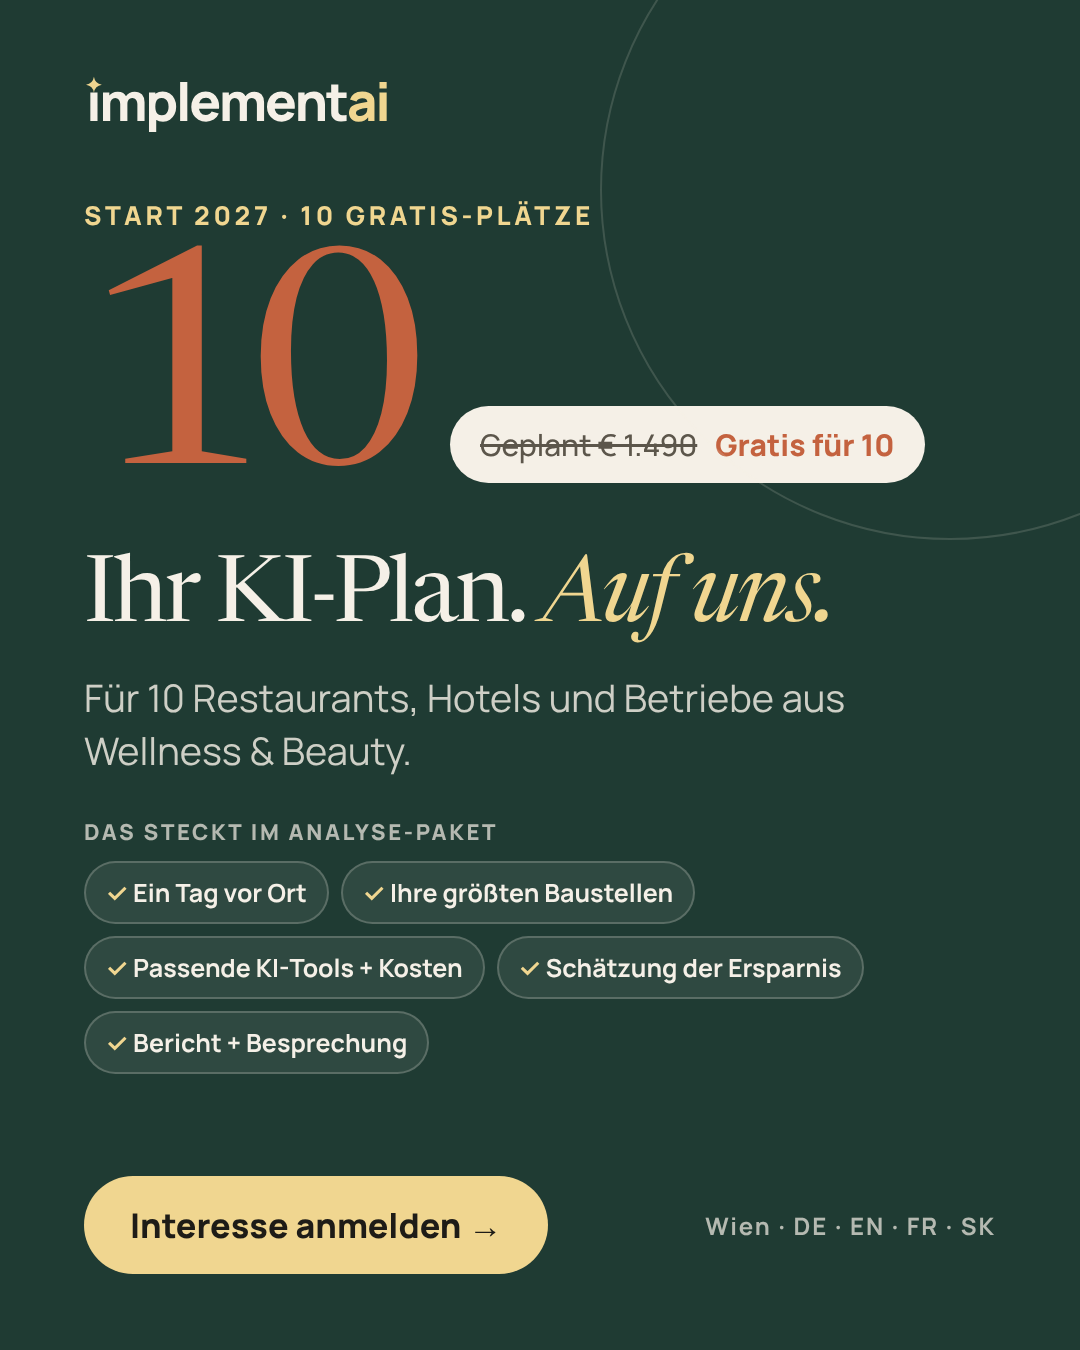 implementai
START 2027 · 10 GRATIS-PLÄTZE
10
Geplant € 1.490 Gratis für 10
Ihr KI-Plan. Auf uns.
Für 10 Restaurants, Hotels und Betriebe aus
Wellness & Beauty.
DAS STECKT IM ANALYSE-PAKET
✓ Ein Tag vor Ort ✓ Ihre größten Baustellen
✓ Passende KI-Tools + Kosten ✓ Schätzung der Ersparnis
✓ Bericht + Besprechung
Interesse anmelden → Wien · DE · EN · FR · SK